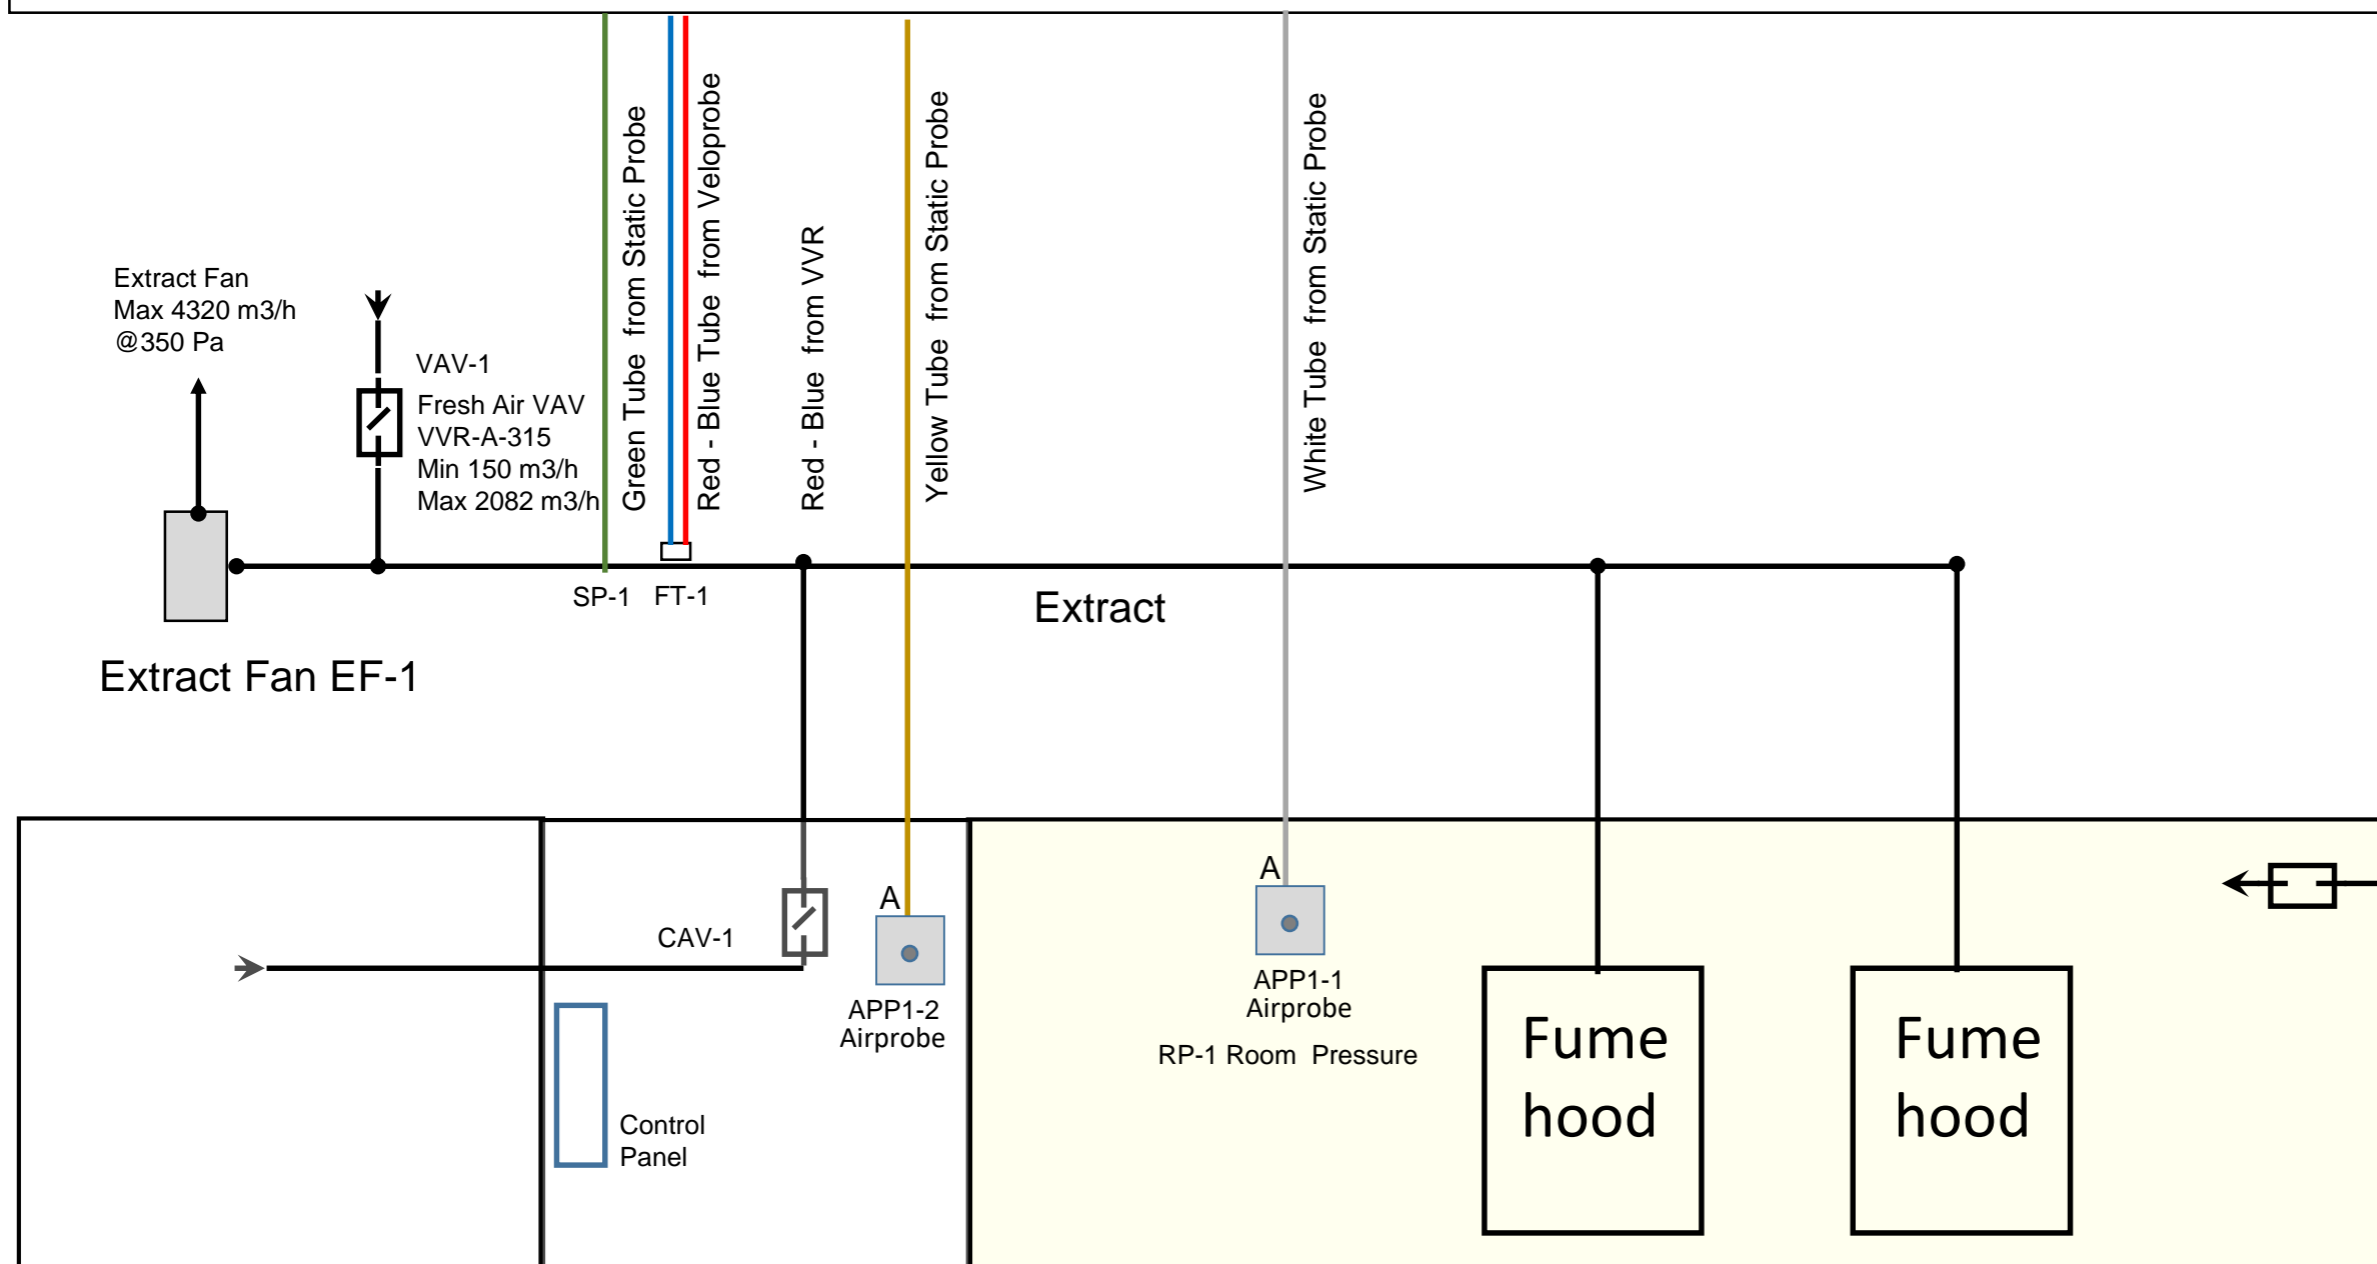 Extract Fan
Max 4320 m3/h
@350 Pa
VAV-1
Fresh Air VAV
VVR-A-315
Min 150 m3/h
Max 2082 m3/h
Green Tube from Static Probe
Red - Blue Tube from Veloprobe
Red - Blue from VVR
Yellow Tube from Static Probe
White Tube from Static Probe
SP-1
FT-1
Extract
Extract Fan EF-1
CAV-1
A
APP1-2
Airprobe
A
APP1-1
Airprobe
RP-1 Room Pressure
Control
Panel
Fume
hood
Fume
hood